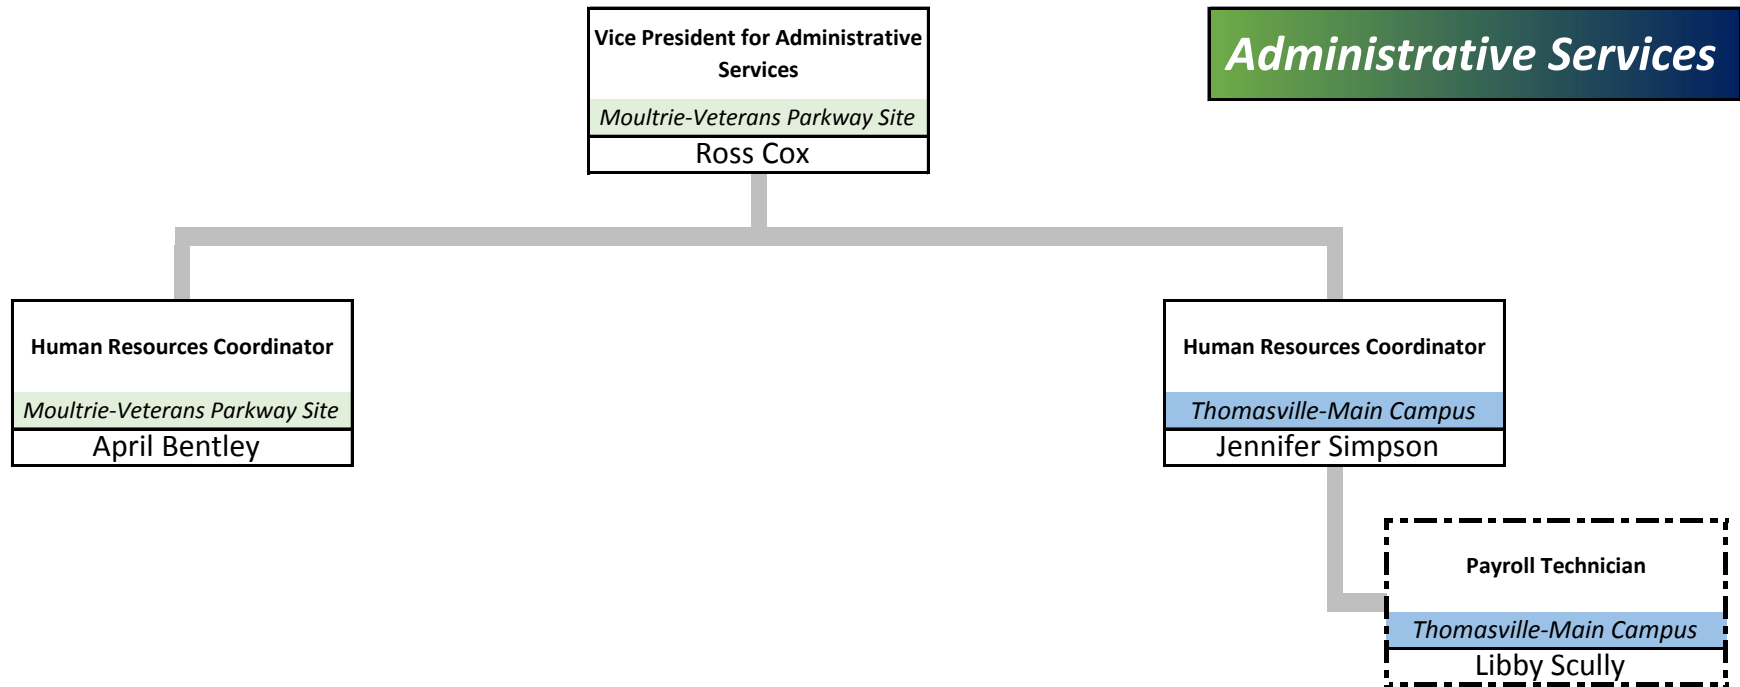 Vice President for Administrative
Services
Moultrie-Veterans Parkway Site
Ross Cox
Administrative Services
Human Resources Coordinator
Moultrie-Veterans Parkway Site
April Bentley
Human Resources Coordinator
Thomasville-Main Campus
Jennifer Simpson
Payroll Technician
Thomasville-Main Campus
Libby Scully